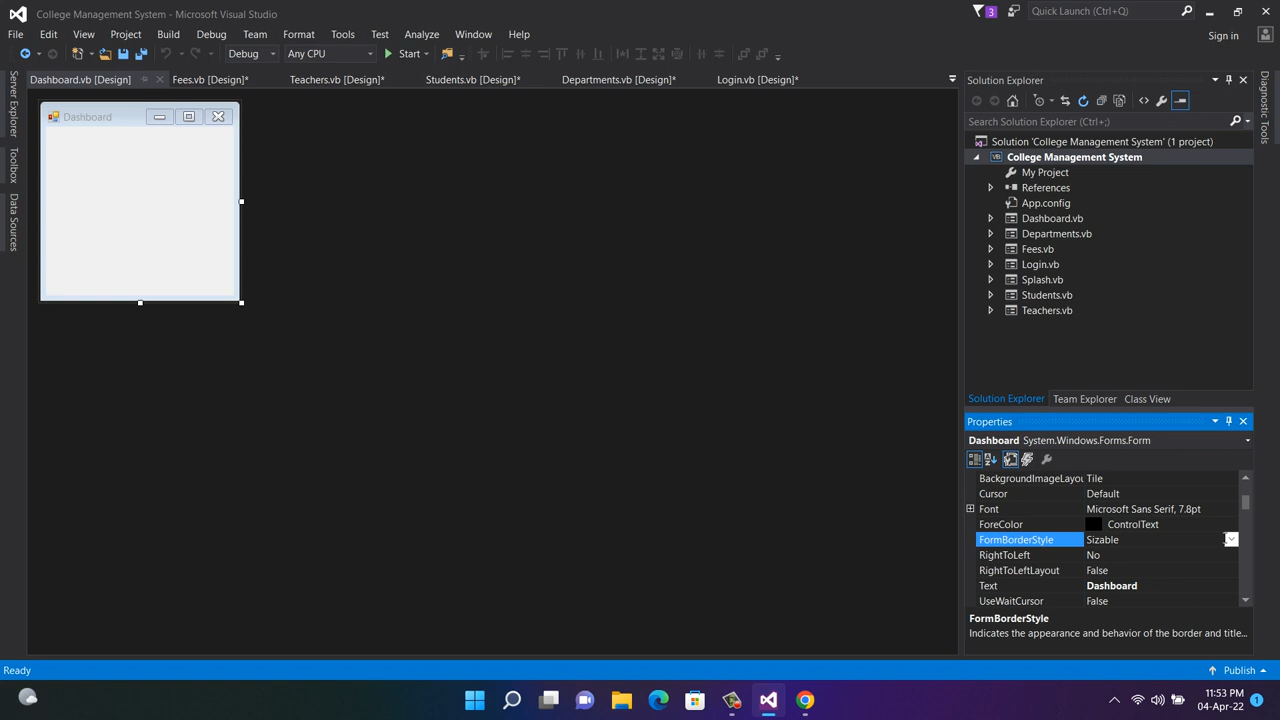 College Management System - Microsoft Visual Studio
3
Quick Launch (Ctrl+;)
File Edit View Project Build Debug Team Format Tools Test Analyze Window Help
Sign in
Debug Any CPU Start
Dashboard.vb [Design] Fees.vb [Design]* Teachers.vb [Design]* Students.vb [Design]* Departments.vb [Design]* Login.vb [Design]*
Server Explorer
Toolbox
Data Sources
Dashboard
Solution Explorer
Search Solution Explorer (Ctrl+;)
Solution 'College Management System' (1 project)
VB College Management System
My Project
References
App.config
Dashboard.vb
Departments.vb
Fees.vb
Login.vb
Splash.vb
Students.vb
Teachers.vb
Solution Explorer Team Explorer Class View
Diagnostic Tools
Properties
Dashboard System.Windows.Forms.Form
BackgroundImageLayou Tile
Cursor Default
Font Microsoft Sans Serif, 7.8pt
ForeColor ControlText
FormBorderStyle Sizable
RightToLeft No
RightToLeftLayout False
Text Dashboard
UseWaitCursor False
FormBorderStyle
Indicates the appearance and behavior of the border and title...
Ready
Publish
11:53 PM
04-Apr-22
1